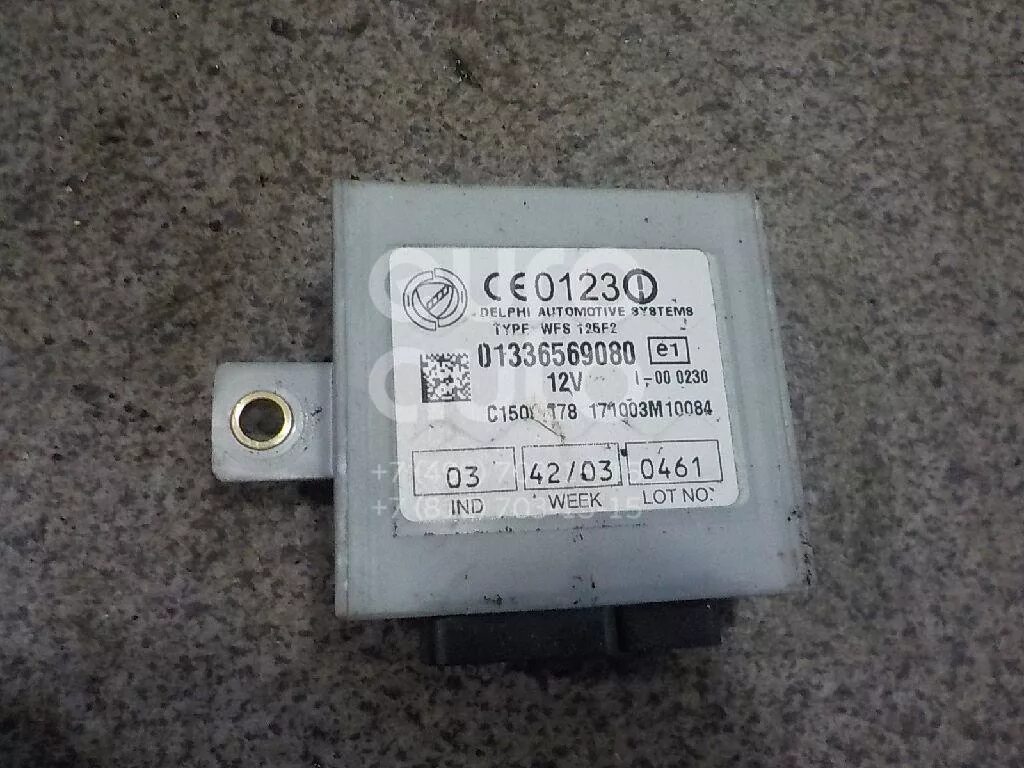 CE0123
DELPHI AUTOMOTIVE SYSTEMS
TYPE WFS 125F2
01336569080 e1
12V I-00 0230
171003M10084
03 42/03 0461
IND WEEK LOT NO.